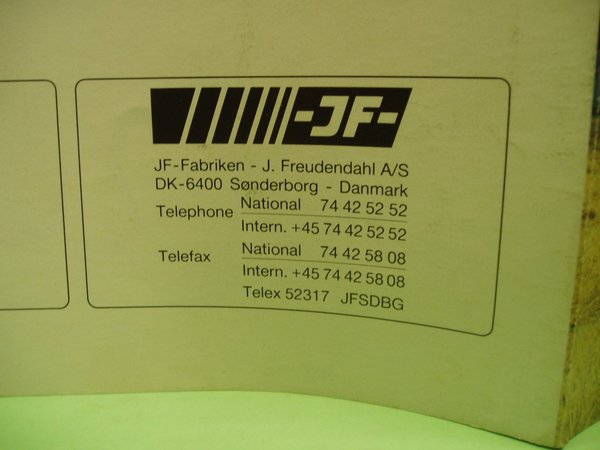 -JF-
JF-Fabriken - J. Freudendahl A/S
DK-6400 Sønderborg - Danmark
Telephone National 74 42 52 52
Intern. +45 74 42 52 52
Telefax National 74 42 58 08
Intern. +45 74 42 58 08
Telex 52317 JFSDBG